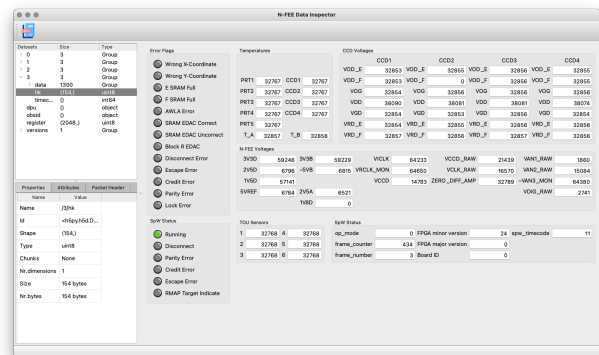 N-FEE Data Inspector
Datasets Size Type
0 3 Group
1 3 Group
2 3 Group
3 3 Group
data 1300 Group
hk (154,) uint8
timec... () int64
dpu () object
obsid () object
register (2048,) uint8
versions 1 Group
Properties Attributes Packet Header
Name Value
Name /3/hk
Id <h5py.h5d.D...
Shape (154,)
Type uint8
Chunks None
Nr.dimensions 1
Size 154 bytes
Nr.bytes 154 bytes
Error Flags
Wrong X-Coordinate
Wrong Y-Coordinate
E SRAM Full
F SRAM Full
AWLA Error
SRAM EDAC Correct
SRAM EDAC Uncorrect
Block R EDAC
Disconnect Error
Escape Error
Credit Error
Parity Error
Lock Error
SpW Status
Running
Disconnect
Parity Error
Credit Error
Escape Error
RMAP Target Indicate
Temperatures
PRT1 32767 CCD1 32767
PRT2 32767 CCD2 32767
PRT3 32767 CCD3 32767
PRT4 32767 CCD4 32767
PRT5 32767
T_A 32857 T_B 32858
CCD Voltages
CCD1 CCD2 CCD3 CCD4
VOD_E 32853 VOD_E 32855 VOD_E 32856 VOD_E 32855
VOD_F 32853 VOD_F 0 VOD_F 32856 VOD_F 32855
VOG 32854 VOG 32856 VOG 32856 VOG 32856
VDD 38090 VDD 38081 VDD 38081 VDD 38074
VGD 32853 VGD 32854 VGD 32856 VGD 32856
VRD_E 32854 VRD_E 32855 VRD_E 32856 VRD_E 32856
VRD_F 32857 VRD_F 32856 VRD_F 32857 VRD_F 32856
N-FEE Voltages
3V3D 59246 3V3B 59229 VICLK 64233 VCCD_RAW 21439 VAN1_RAW 1860
2V5D 6796 -5VB 6815 VRCLK_MON 64650 VCLK_RAW 16570 VAN2_RAW 15084
1V5D 57141 VCCD 14783 ZERO_DIFF_AMP 32789 -VAN3_MON 64380
5VREF 6784 2V5A 6521 VDIG_RAW 2741
1VBD 0
TOU Sensors
1 32768 4 32768
2 32768 5 32768
3 32768 6 32768
SpW Status
op_mode 0 FPGA minor version 24 spw_timecode 11
frame_counter 434 FPGA major version 0
frame_number 3 Board ID 0